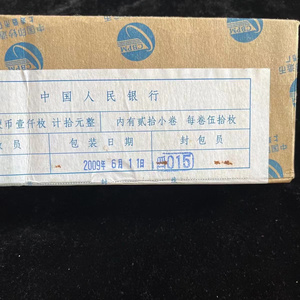 中国人民银行
币壹仟枚 计拾元整 内有贰拾小卷 每卷伍拾枚
员 包装日期 封包员
2009年6月11日 015